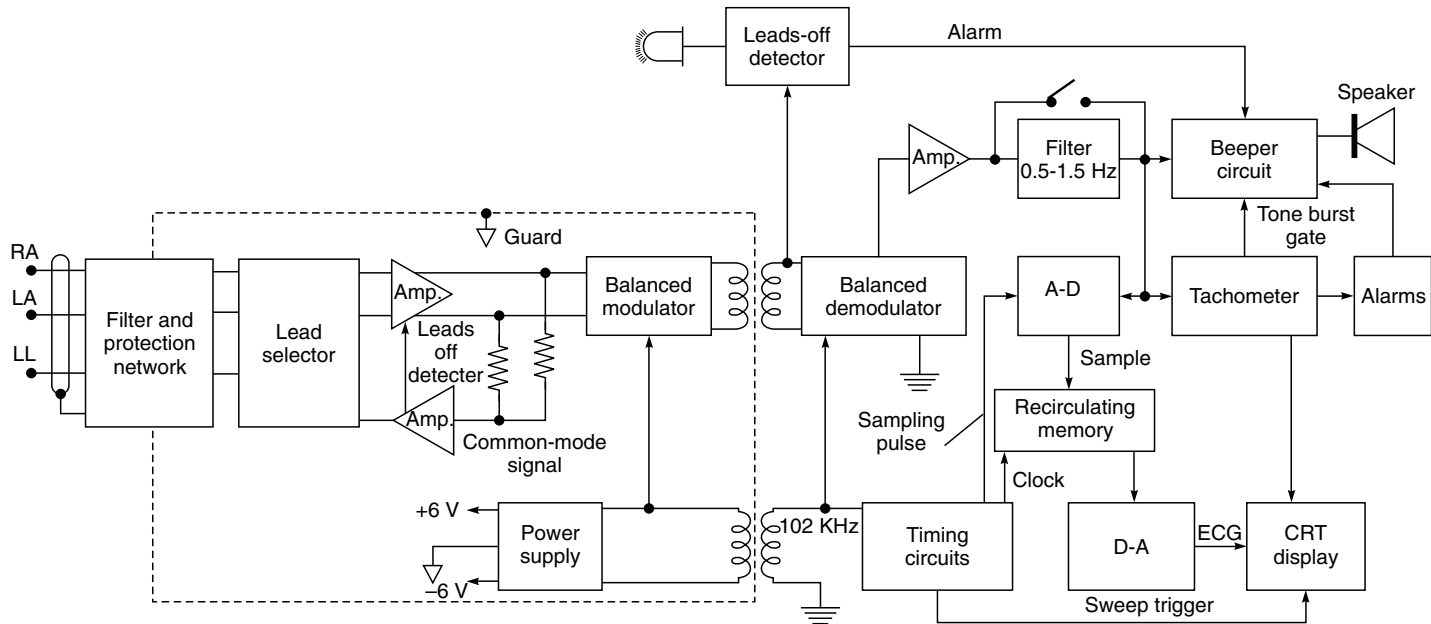 Leads-off
detector
Alarm
Speaker
Amp.
Filter
0.5-1.5 Hz
Beeper
circuit
Guard
Tone burst
gate
RA
LA
LL
Filter and
protection
network
Lead
selector
Amp.
Leads
off
detecter
Amp.
Common-mode
signal
Balanced
modulator
Balanced
demodulator
A-D
Tachometer
Alarms
Sample
Sampling
pulse
Recirculating
memory
Clock
+6 V
–6 V
Power
supply
102 KHz
Timing
circuits
D-A
ECG
CRT
display
Sweep trigger